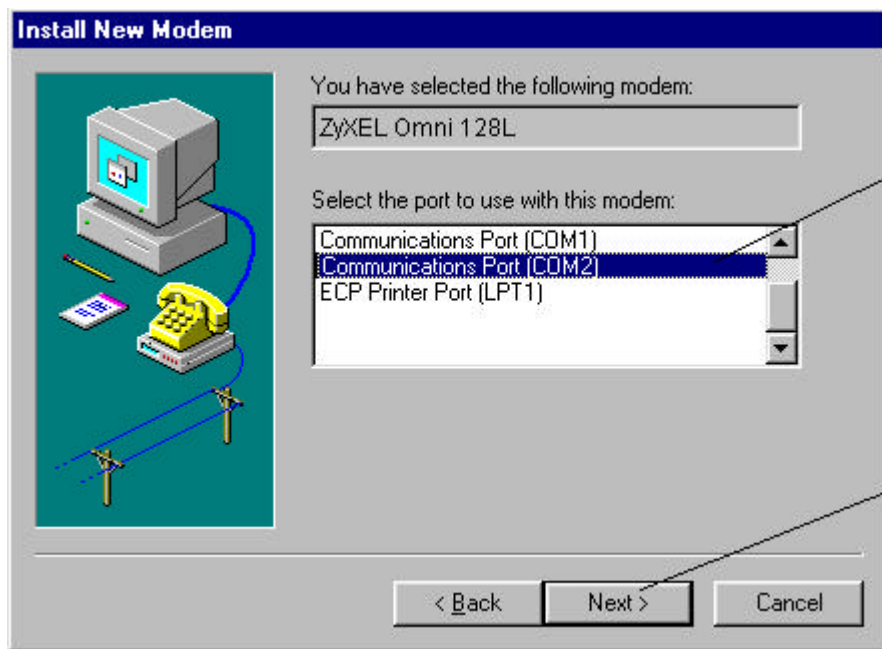 Install New Modem
You have selected the following modem:
ZyXEL Omni 128L
Select the port to use with this modem:
Communications Port (COM1)
Communications Port (COM2)
ECP Printer Port (LPT1)
< Back
Next >
Cancel